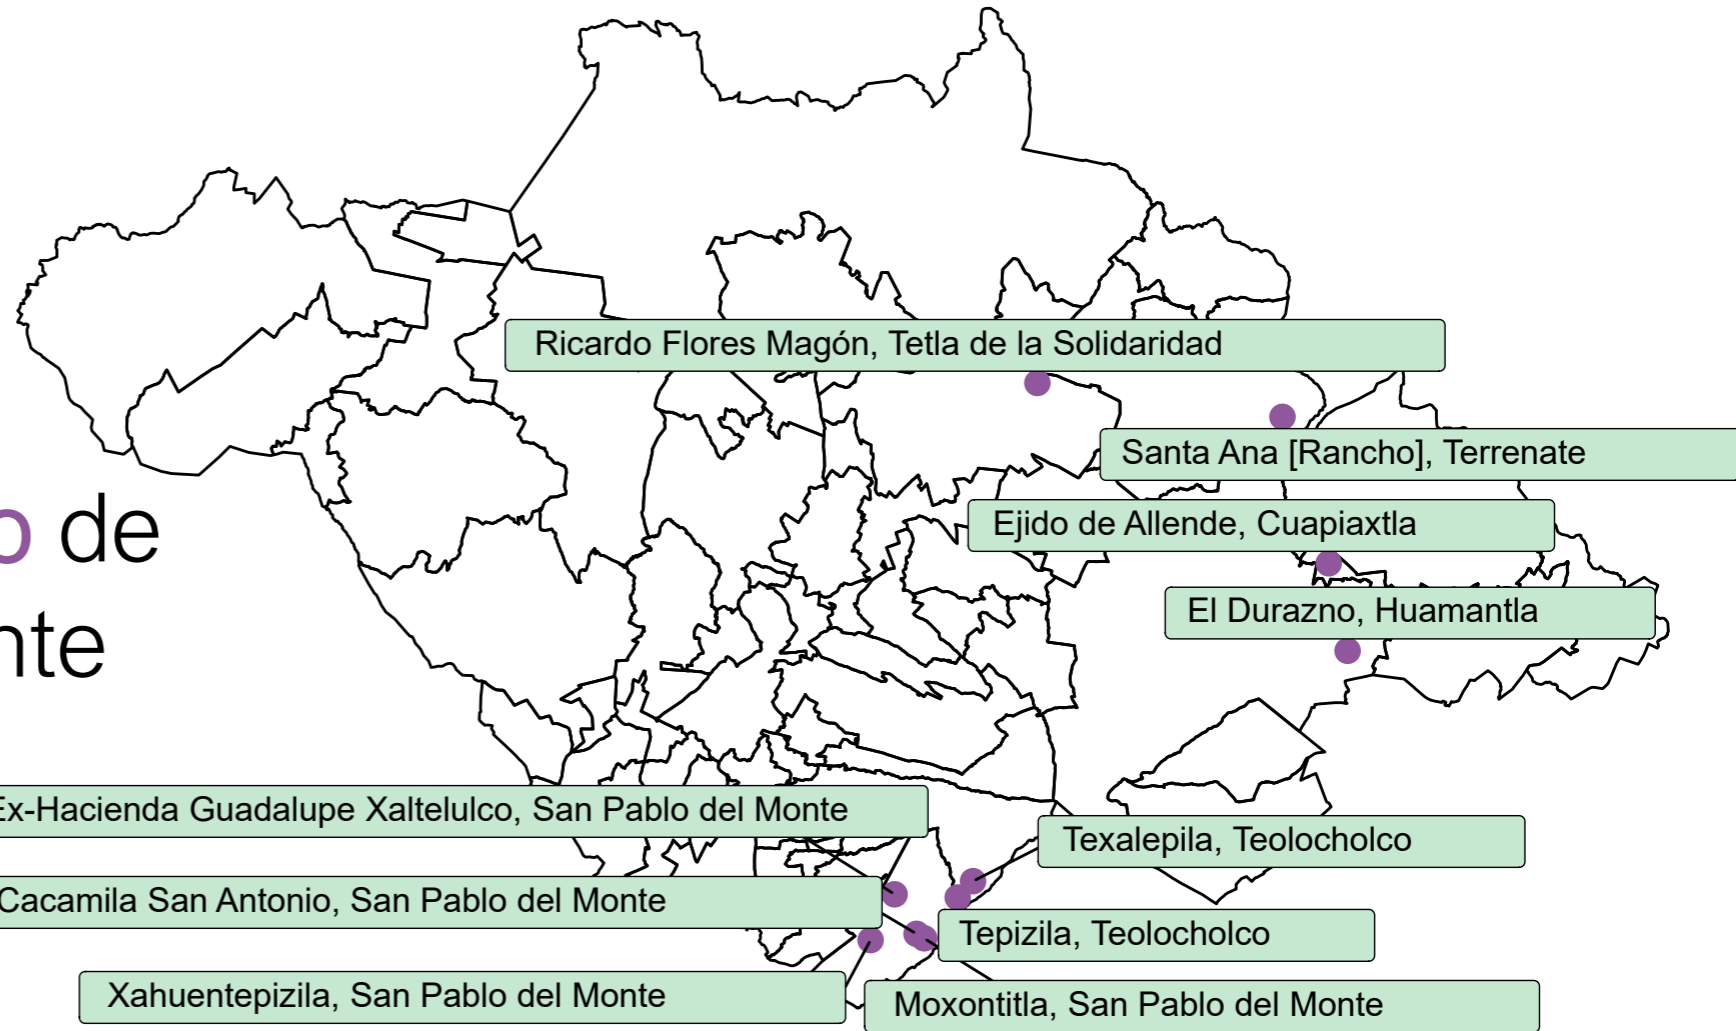 Ricardo Flores Magón, Tetla de la Solidaridad
Santa Ana [Rancho], Terrenate
Ejido de Allende, Cuapiaxtla
de
El Durazno, Huamantla
Ex-Hacienda Guadalupe Xaltelulco, San Pablo del Monte
Texalepila, Teolocholco
Cacamila San Antonio, San Pablo del Monte
Tepizila, Teolocholco
Xahuentepizila, San Pablo del Monte
Moxontitla, San Pablo del Monte